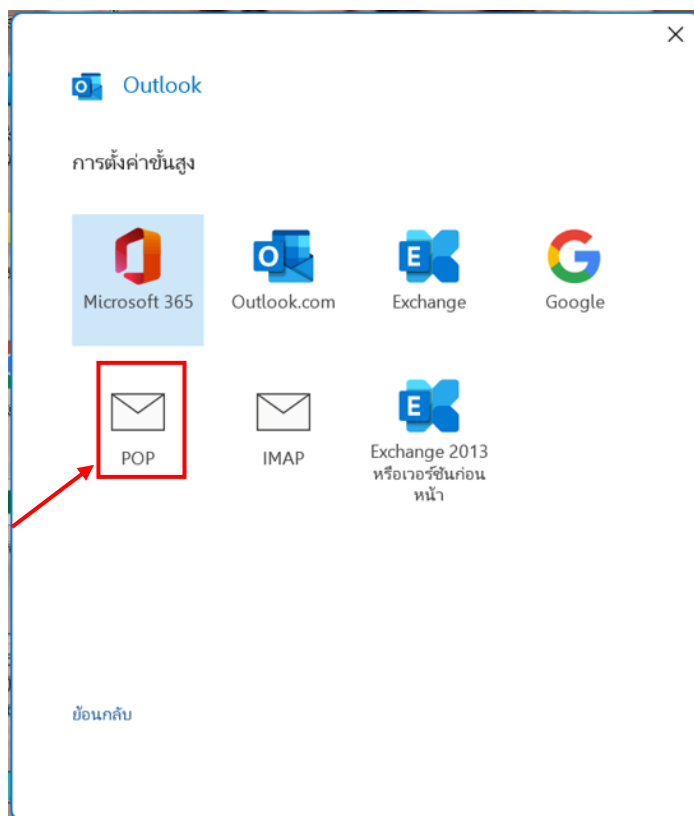 Outlook
การตั้งค่าขั้นสูง
Microsoft 365
Outlook.com
Exchange
Google
POP
IMAP
Exchange 2013
หรือเวอร์ชันก่อน
หน้า
ย้อนกลับ